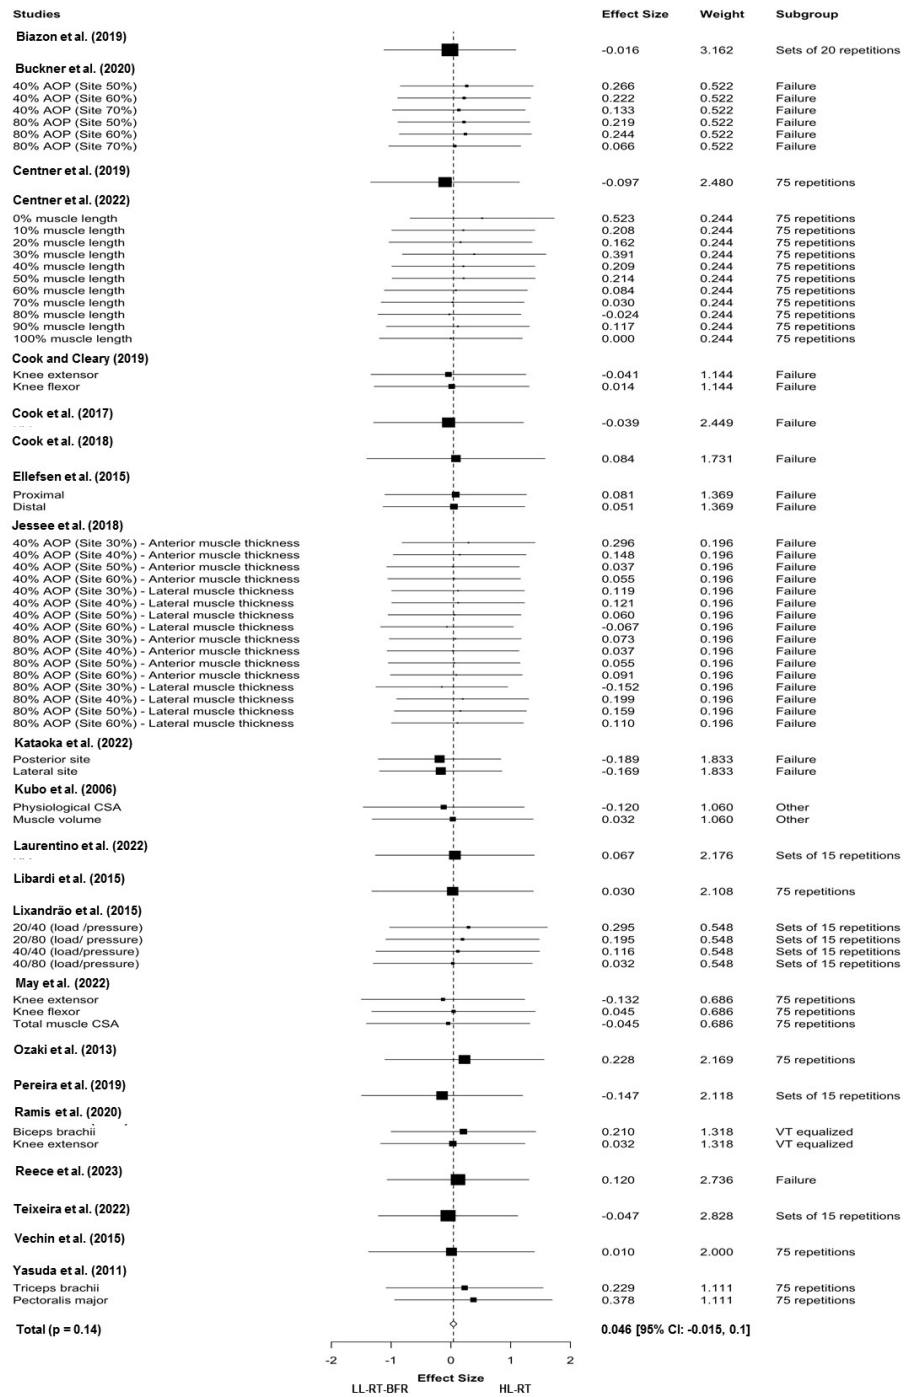 Studies Effect Size Weight Subgroup
Biazon et al. (2019)
-0.016 3.162 Sets of 20 repetitions
Buckner et al. (2020)
40% AOP (Site 50%) 0.266 0.522 Failure
40% AOP (Site 60%) 0.222 0.522 Failure
40% AOP (Site 70%) 0.133 0.522 Failure
80% AOP (Site 50%) 0.219 0.522 Failure
80% AOP (Site 60%) 0.244 0.522 Failure
80% AOP (Site 70%) 0.066 0.522 Failure
Centner et al. (2019)
-0.097 2.480 75 repetitions
Centner et al. (2022)
0% muscle length 0.523 0.244 75 repetitions
10% muscle length 0.208 0.244 75 repetitions
20% muscle length 0.162 0.244 75 repetitions
30% muscle length 0.391 0.244 75 repetitions
40% muscle length 0.209 0.244 75 repetitions
50% muscle length 0.214 0.244 75 repetitions
60% muscle length 0.084 0.244 75 repetitions
70% muscle length 0.030 0.244 75 repetitions
80% muscle length -0.024 0.244 75 repetitions
90% muscle length 0.117 0.244 75 repetitions
100% muscle length 0.000 0.244 75 repetitions
Cook and Cleary (2019)
Knee extensor -0.041 1.144 Failure
Knee flexor 0.014 1.144 Failure
Cook et al. (2017)
-0.039 2.449 Failure
Cook et al. (2018)
0.084 1.731 Failure
Ellefsen et al. (2015)
Proximal 0.081 1.369 Failure
Distal 0.051 1.369 Failure
Jessee et al. (2018)
40% AOP (Site 30%) - Anterior muscle thickness 0.296 0.196 Failure
40% AOP (Site 40%) - Anterior muscle thickness 0.148 0.196 Failure
40% AOP (Site 50%) - Anterior muscle thickness 0.037 0.196 Failure
40% AOP (Site 60%) - Anterior muscle thickness 0.055 0.196 Failure
40% AOP (Site 30%) - Lateral muscle thickness 0.119 0.196 Failure
40% AOP (Site 40%) - Lateral muscle thickness 0.121 0.196 Failure
40% AOP (Site 50%) - Lateral muscle thickness 0.060 0.196 Failure
40% AOP (Site 60%) - Lateral muscle thickness -0.067 0.196 Failure
80% AOP (Site 30%) - Anterior muscle thickness 0.073 0.196 Failure
80% AOP (Site 40%) - Anterior muscle thickness 0.037 0.196 Failure
80% AOP (Site 50%) - Anterior muscle thickness 0.055 0.196 Failure
80% AOP (Site 60%) - Anterior muscle thickness 0.091 0.196 Failure
80% AOP (Site 30%) - Lateral muscle thickness -0.152 0.196 Failure
80% AOP (Site 40%) - Lateral muscle thickness 0.199 0.196 Failure
80% AOP (Site 50%) - Lateral muscle thickness 0.159 0.196 Failure
80% AOP (Site 60%) - Lateral muscle thickness 0.110 0.196 Failure
Kataoka et al. (2022)
Posterior site -0.189 1.833 Failure
Lateral site -0.169 1.833 Failure
Kubo et al. (2006)
Physiological CSA -0.120 1.060 Other
Muscle volume 0.032 1.060 Other
Laurentino et al. (2022)
0.067 2.176 Sets of 15 repetitions
Libardi et al. (2015)
0.030 2.108 75 repetitions
Lixandrão et al. (2015)
20/40 (load /pressure) 0.295 0.548 Sets of 15 repetitions
20/80 (load/ pressure) 0.195 0.548 Sets of 15 repetitions
40/40 (load/pressure) 0.116 0.548 Sets of 15 repetitions
40/80 (load/pressure) 0.032 0.548 Sets of 15 repetitions
May et al. (2022)
Knee extensor -0.132 0.686 75 repetitions
Knee flexor 0.045 0.686 75 repetitions
Total muscle CSA -0.045 0.686 75 repetitions
Ozaki et al. (2013)
0.228 2.169 75 repetitions
Pereira et al. (2019)
-0.147 2.118 Sets of 15 repetitions
Ramis et al. (2020)
Biceps brachii 0.210 1.318 VT equalized
Knee extensor 0.032 1.318 VT equalized
Reece et al. (2023)
0.120 2.736 Failure
Teixeira et al. (2022)
-0.047 2.828 Sets of 15 repetitions
Vechin et al. (2015)
0.010 2.000 75 repetitions
Yasuda et al. (2011)
Triceps brachii 0.229 1.111 75 repetitions
Pectoralis major 0.378 1.111 75 repetitions
Total (p = 0.14) 0.046 [95% CI: -0.015, 0.1]
-2 -1 0 1 2
Effect Size
LL-RT-BFR HL-RT